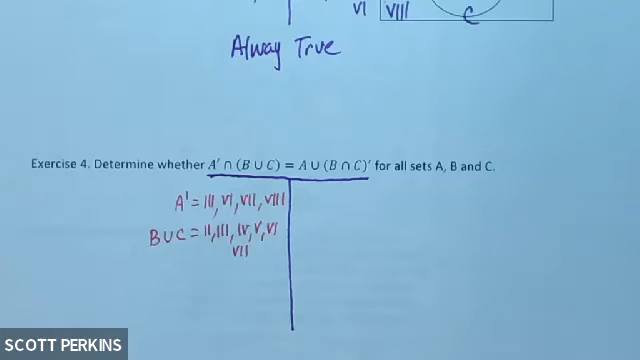 VI VIII
C
Alway True
Exercise 4. Determine whether A′ ∩ (B ∪ C) = A ∪ (B ∩ C)′ for all sets A, B and C.
A' = III, VI, VII, VIII
B ∪ C = II, III, IV, V, VI
VII
SCOTT PERKINS